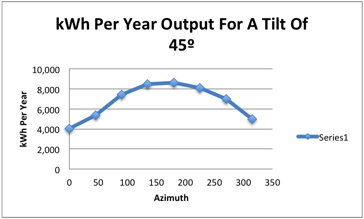 kWh Per Year Output For A Tilt Of
45º
10,000
8,000
6,000
4,000
2,000
0
kWh Per Year
0 50 100 150 200 250 300 350
Azimuth
Series1